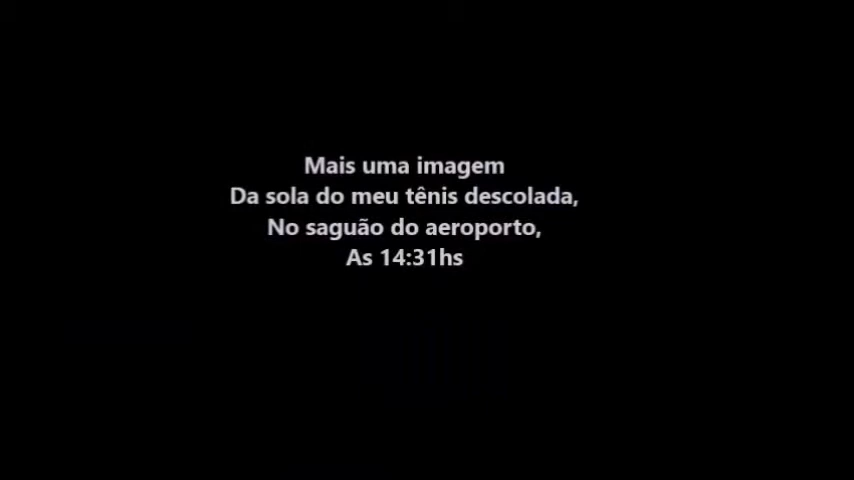 Mais uma imagem
Da sola do meu tênis descolada,
No saguão do aeroporto,
As 14:31hs